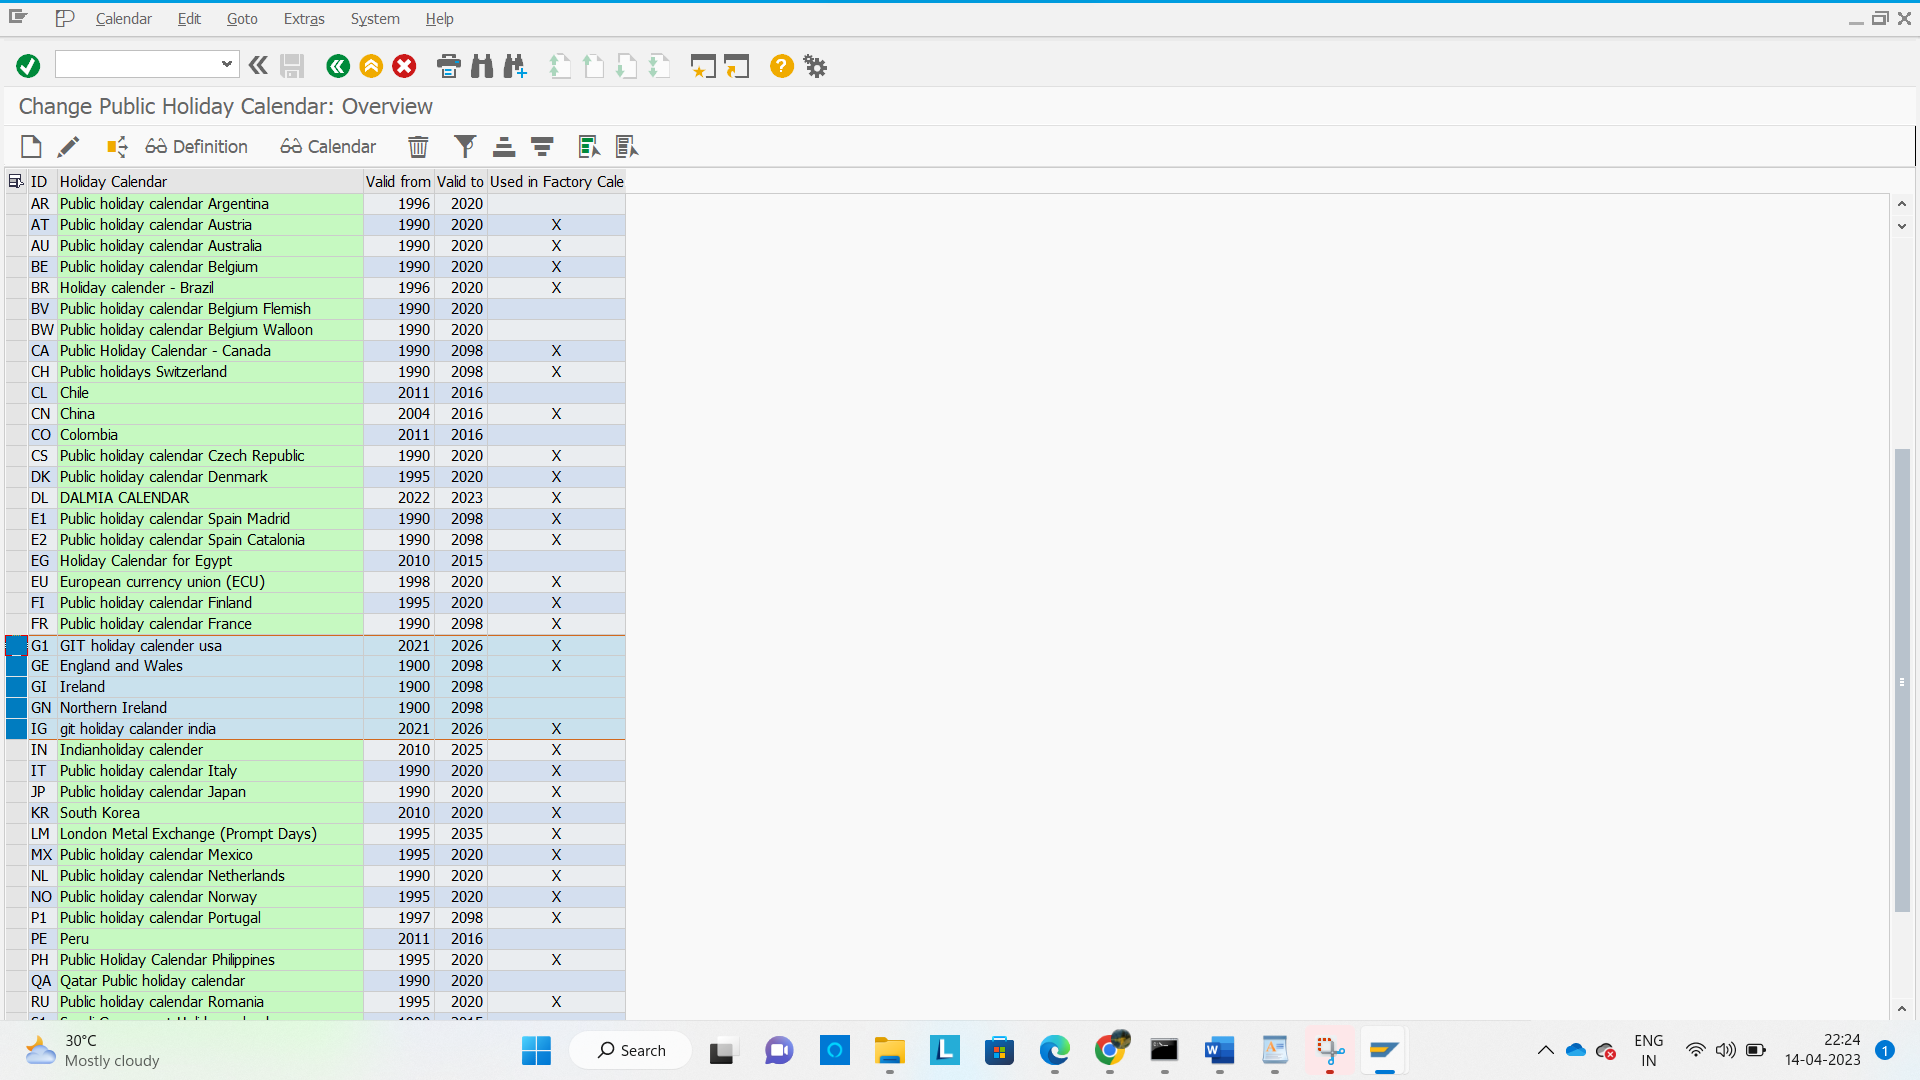 Calendar Edit Goto Extras System Help
Change Public Holiday Calendar: Overview
Definition Calendar
ID Holiday Calendar Valid from Valid to Used in Factory Cale
AR Public holiday calendar Argentina 1996 2020
AT Public holiday calendar Austria 1990 2020 X
AU Public holiday calendar Australia 1990 2020 X
BE Public holiday calendar Belgium 1990 2020 X
BR Holiday calender - Brazil 1996 2020 X
BV Public holiday calendar Belgium Flemish 1990 2020
BW Public holiday calendar Belgium Walloon 1990 2020
CA Public Holiday Calendar - Canada 1990 2098 X
CH Public holidays Switzerland 1990 2098 X
CL Chile 2011 2016
CN China 2004 2016 X
CO Colombia 2011 2016
CS Public holiday calendar Czech Republic 1990 2020 X
DK Public holiday calendar Denmark 1995 2020 X
DL DALMIA CALENDAR 2022 2023 X
E1 Public holiday calendar Spain Madrid 1990 2098 X
E2 Public holiday calendar Spain Catalonia 1990 2098 X
EG Holiday Calendar for Egypt 2010 2015
EU European currency union (ECU) 1998 2020 X
FI Public holiday calendar Finland 1995 2020 X
FR Public holiday calendar France 1990 2098 X
G1 GIT holiday calender usa 2021 2026 X
GE England and Wales 1900 2098 X
GI Ireland 1900 2098
GN Northern Ireland 1900 2098
IG git holiday calander india 2021 2026 X
IN Indianholiday calender 2010 2025 X
IT Public holiday calendar Italy 1990 2020 X
JP Public holiday calendar Japan 1990 2020 X
KR South Korea 2010 2020 X
LM London Metal Exchange (Prompt Days) 1995 2035 X
MX Public holiday calendar Mexico 1995 2020 X
NL Public holiday calendar Netherlands 1990 2020 X
NO Public holiday calendar Norway 1995 2020 X
P1 Public holiday calendar Portugal 1997 2098 X
PE Peru 2011 2016
PH Public Holiday Calendar Philippines 1995 2020 X
QA Qatar Public holiday calendar 1990 2020
RU Public holiday calendar Romania 1995 2020 X
30°C
Mostly cloudy
Search
ENG
IN
22:24
14-04-2023
1